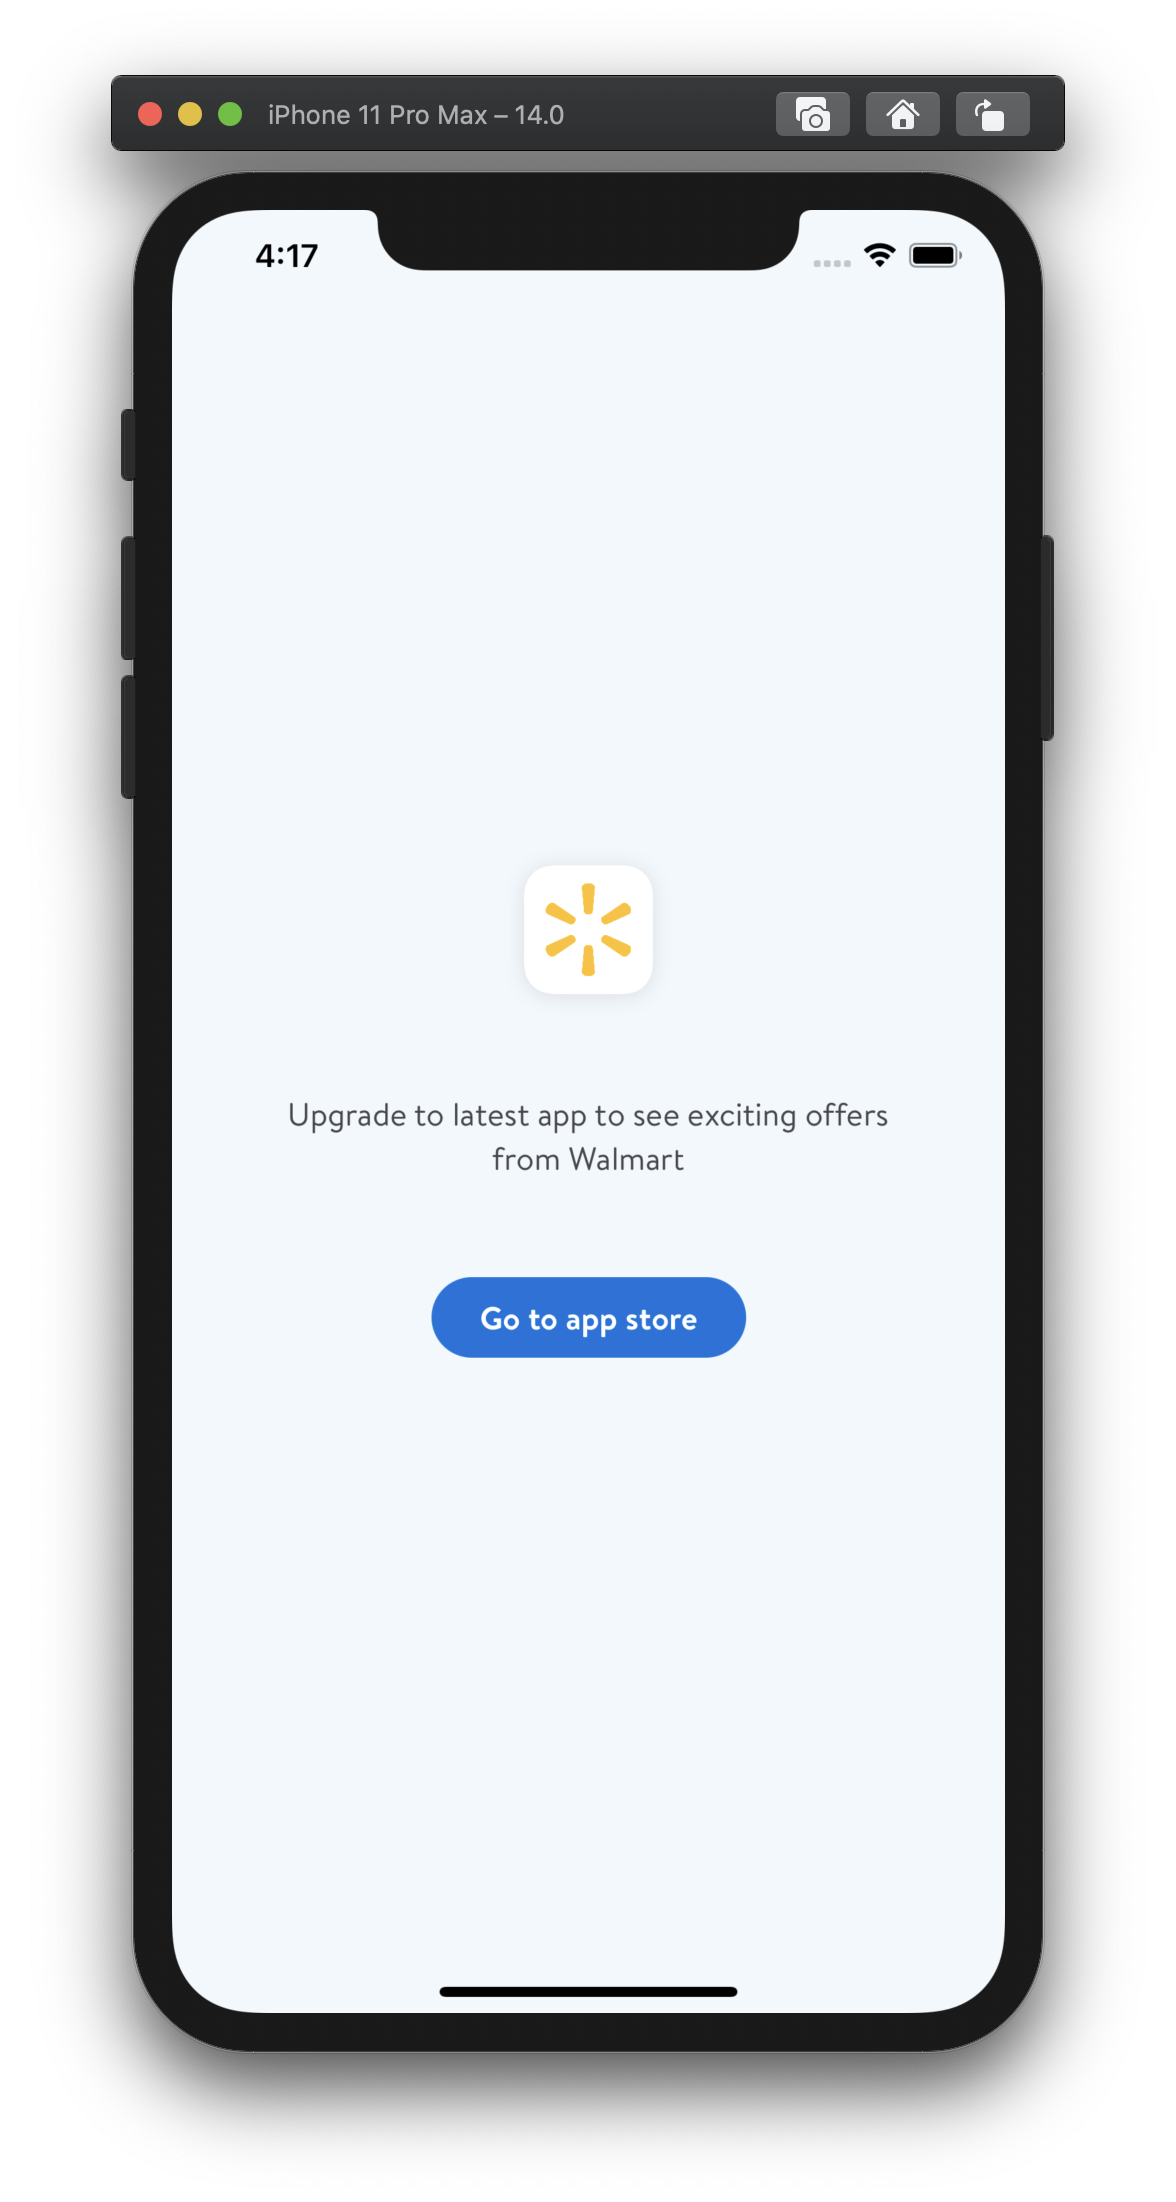 iPhone 11 Pro Max – 14.0
4:17
Upgrade to latest app to see exciting offers
from Walmart
Go to app store